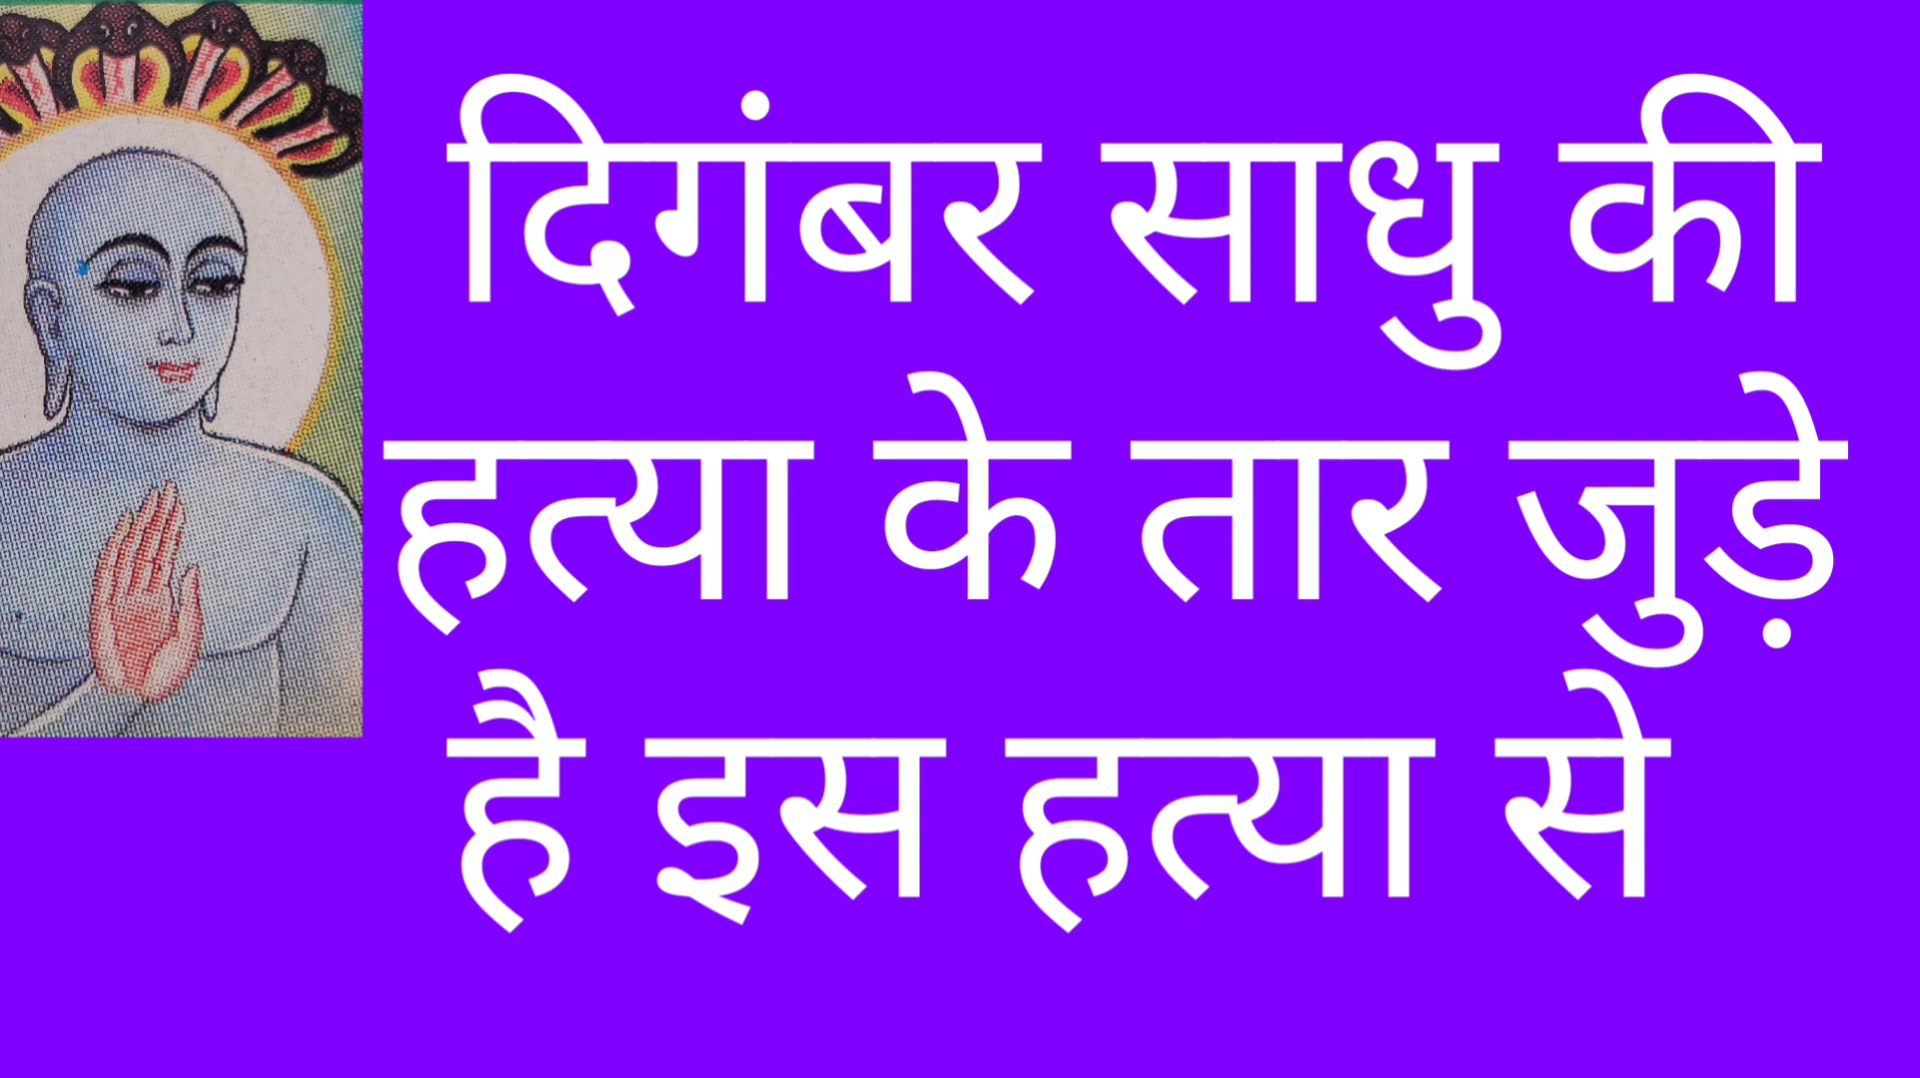 दिगंबर साधु की
हत्या के तार जुड़े
है इस हत्या से